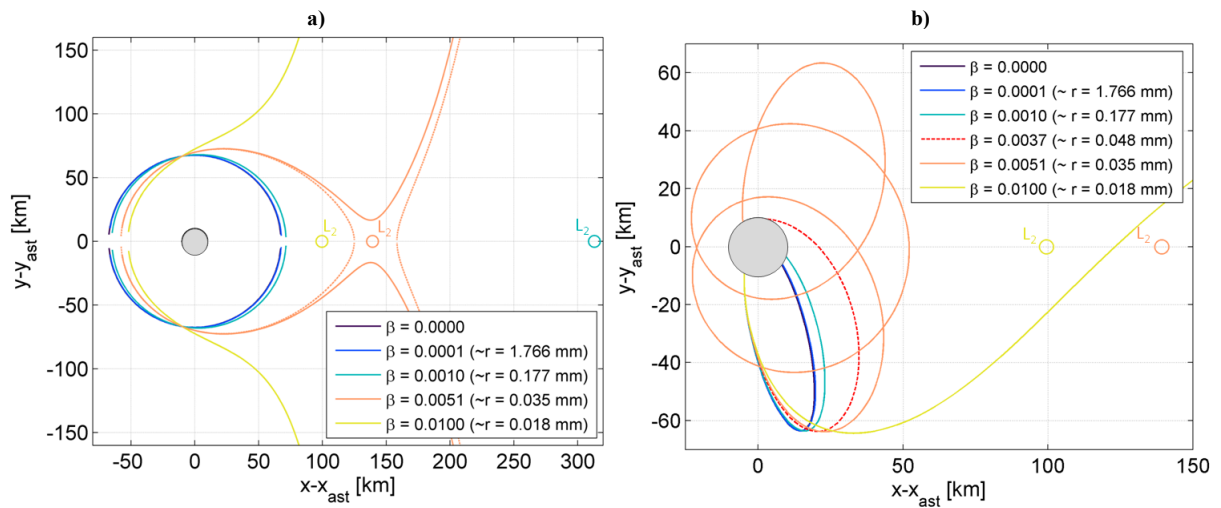 a)
150
100
50
0
-50
-100
-150
y-y_ast [km]
-50 0 50 100 150 200 250 300
x-x_ast [km]
L₂
L₂
L₂
β = 0.0000
β = 0.0001 (~r = 1.766 mm)
β = 0.0010 (~r = 0.177 mm)
β = 0.0051 (~r = 0.035 mm)
β = 0.0100 (~r = 0.018 mm)
b)
60
40
20
0
-20
-40
-60
y-y_ast [km]
0 50 100 150
x-x_ast [km]
β = 0.0000
β = 0.0001 (~ r = 1.766 mm)
β = 0.0010 (~ r = 0.177 mm)
β = 0.0037 (~ r = 0.048 mm)
β = 0.0051 (~ r = 0.035 mm)
β = 0.0100 (~ r = 0.018 mm)
L₂
L₂